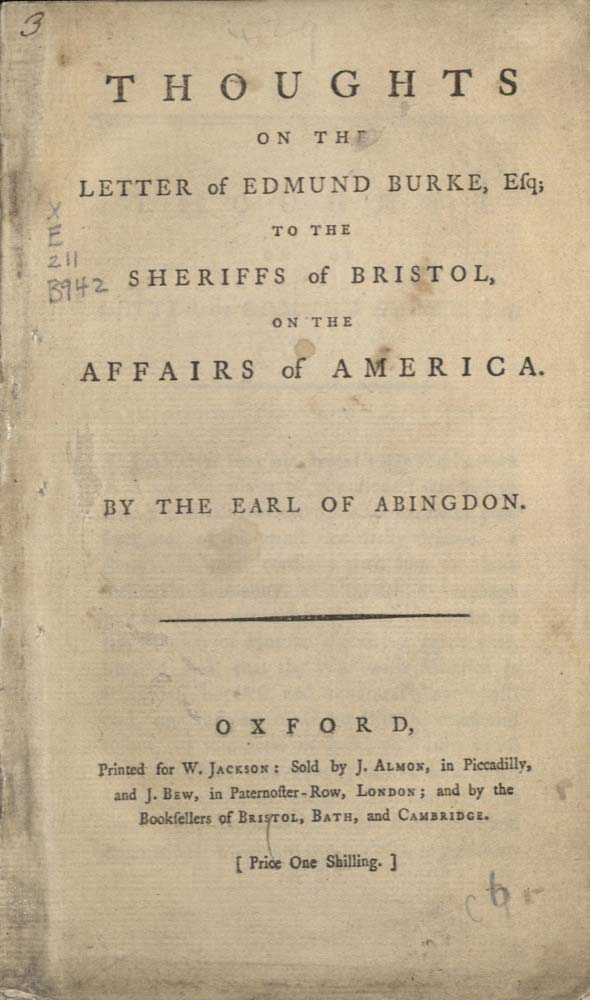 3
THOUGHTS
ON THE
LETTER of EDMUND BURKE, Eſq;
TO THE
X
E
211
B942
SHERIFFS of BRISTOL,
ON THE
AFFAIRS of AMERICA.
BY THE EARL OF ABINGDON.
OXFORD,
Printed for W. JACKSON: Sold by J. ALMON, in Piccadilly,
and J. BEW, in Paternoſter-Row, LONDON; and by the
Bookſellers of BRISTOL, BATH, and CAMBRIDGE.
[ Price One Shilling. ]